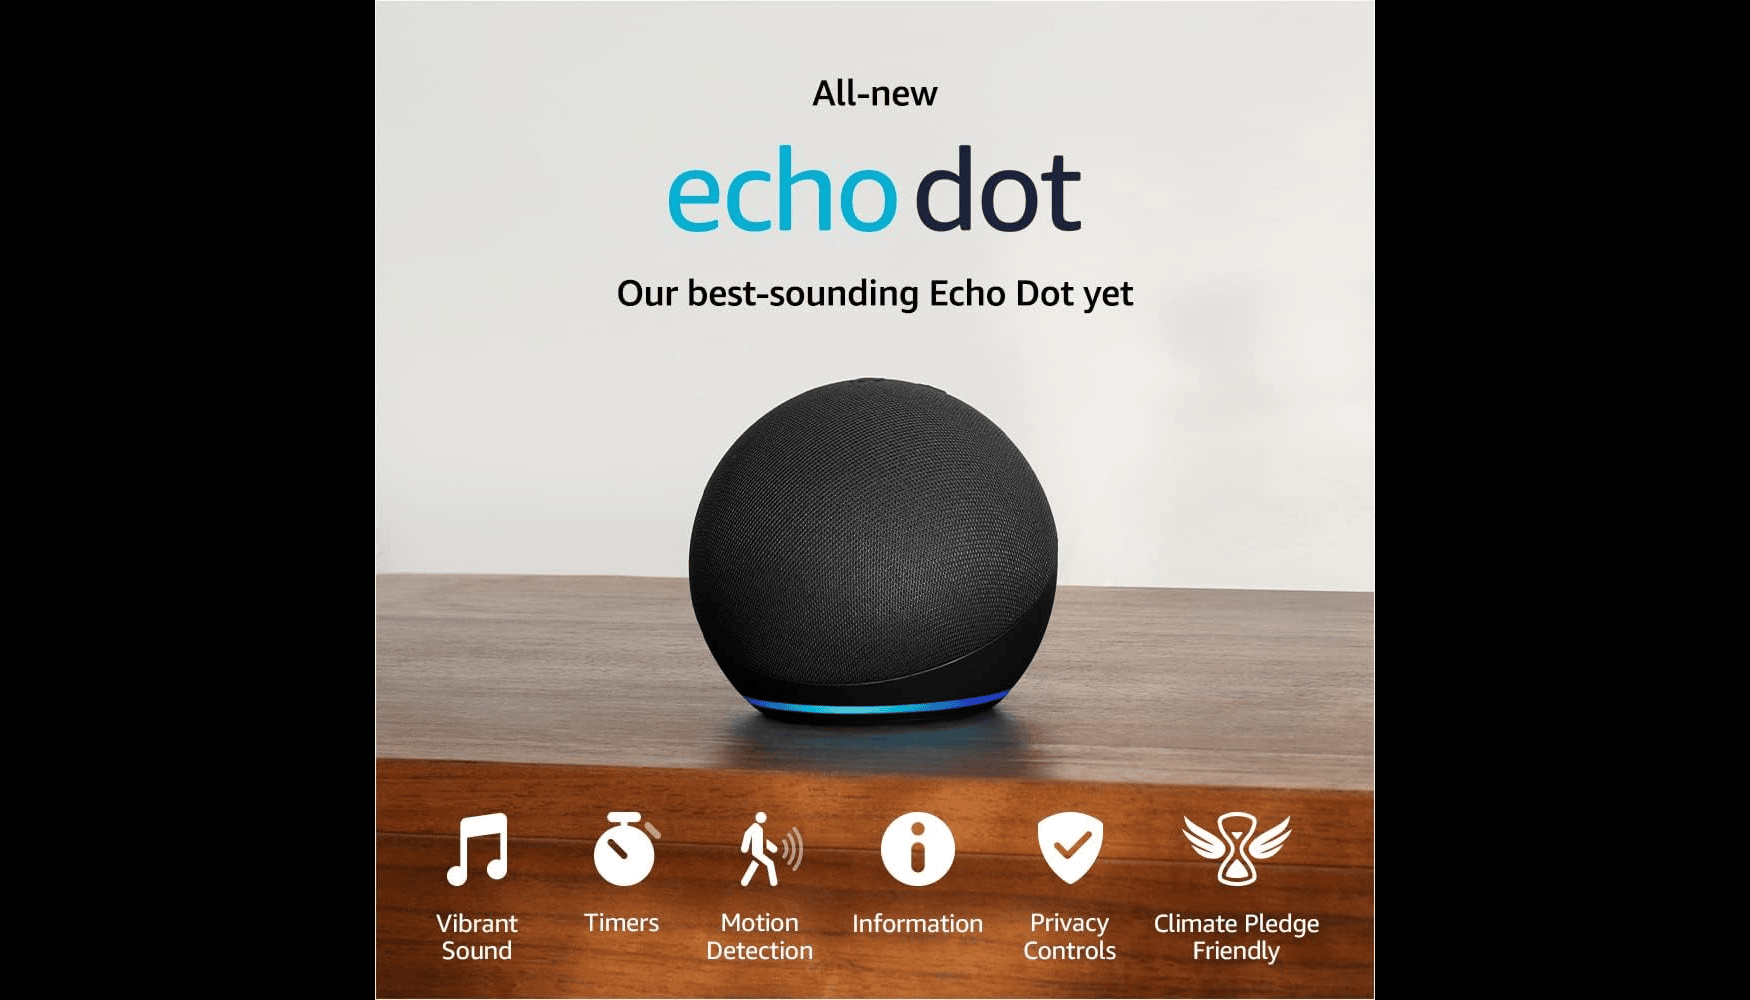 All-new
echo dot
Our best-sounding Echo Dot yet
Vibrant
Sound
Timers
Motion
Detection
Information
Privacy
Controls
Climate Pledge
Friendly